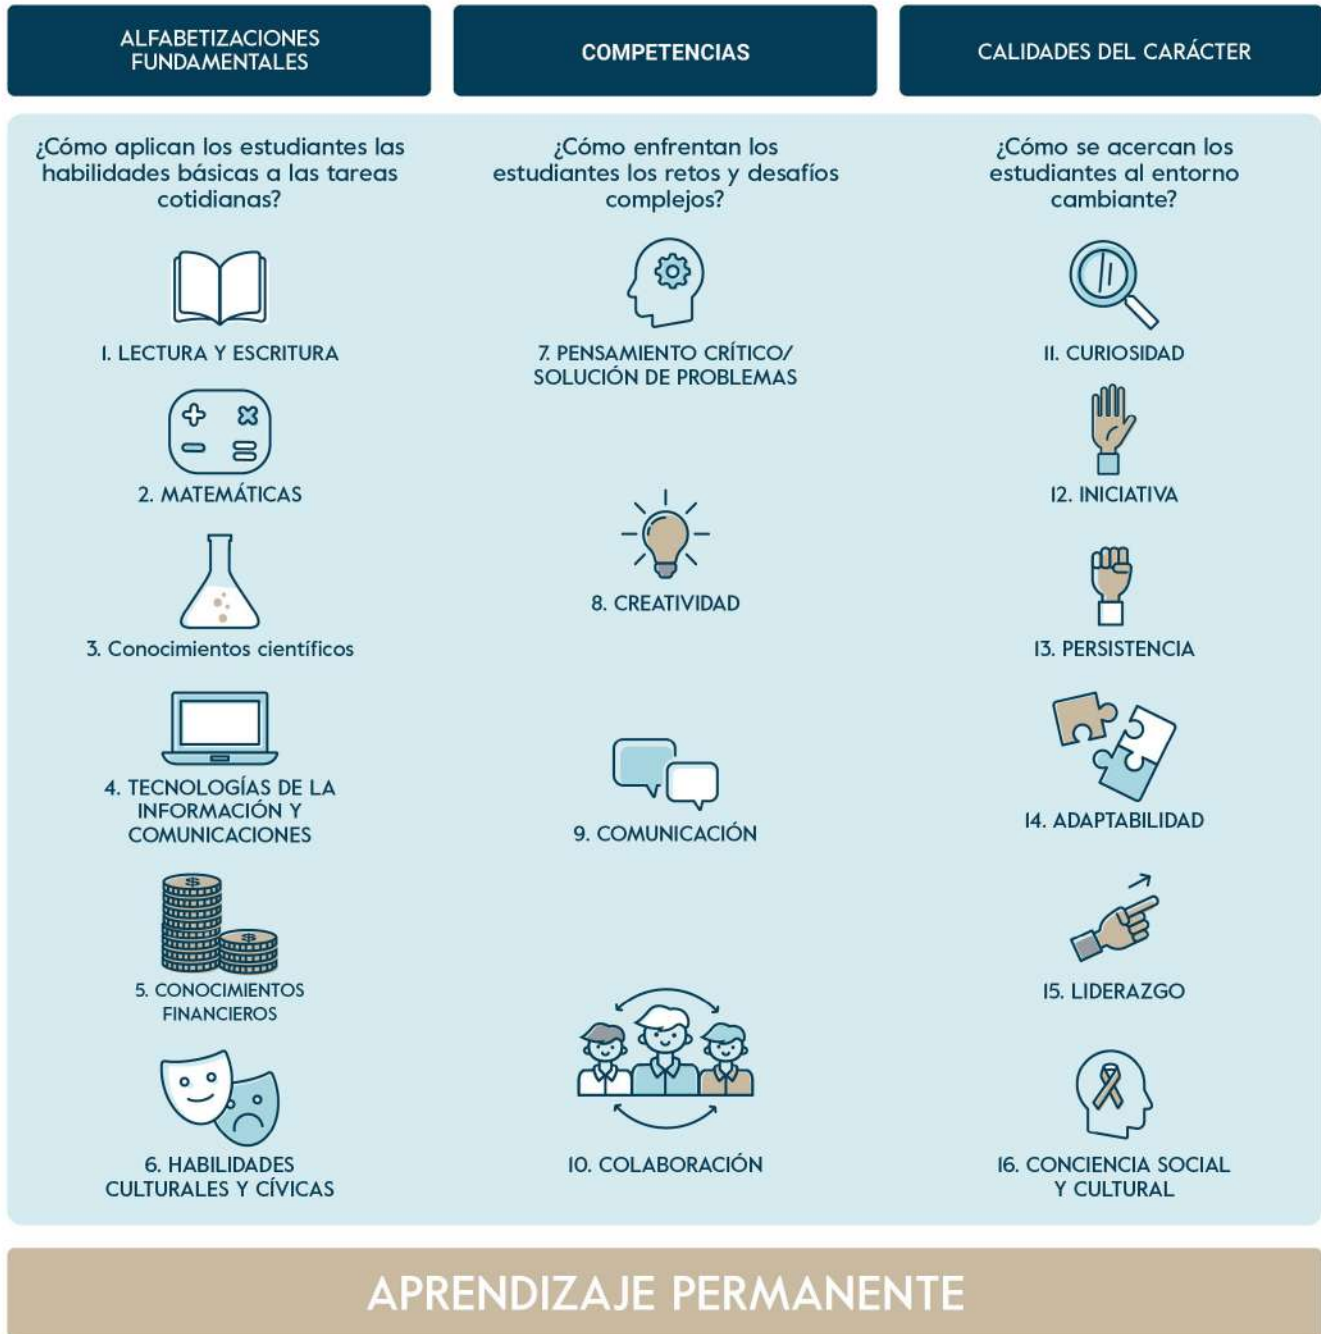 ALFABETIZACIONES
FUNDAMENTALES
¿Cómo aplican los estudiantes las
habilidades básicas a las tareas
cotidianas?
1. LECTURA Y ESCRITURA
2. MATEMÁTICAS
3. Conocimientos científicos
4. TECNOLOGÍAS DE LA
INFORMACIÓN Y
COMUNICACIONES
5. CONOCIMIENTOS
FINANCIEROS
6. HABILIDADES
CULTURALES Y CÍVICAS
COMPETENCIAS
¿Cómo enfrentan los
estudiantes los retos y desafíos
complejos?
7. PENSAMIENTO CRÍTICO/
SOLUCIÓN DE PROBLEMAS
8. CREATIVIDAD
9. COMUNICACIÓN
10. COLABORACIÓN
CALIDADES DEL CARÁCTER
¿Cómo se acercan los
estudiantes al entorno
cambiante?
11. CURIOSIDAD
12. INICIATIVA
13. PERSISTENCIA
14. ADAPTABILIDAD
15. LIDERAZGO
16. CONCIENCIA SOCIAL
Y CULTURAL
APRENDIZAJE PERMANENTE